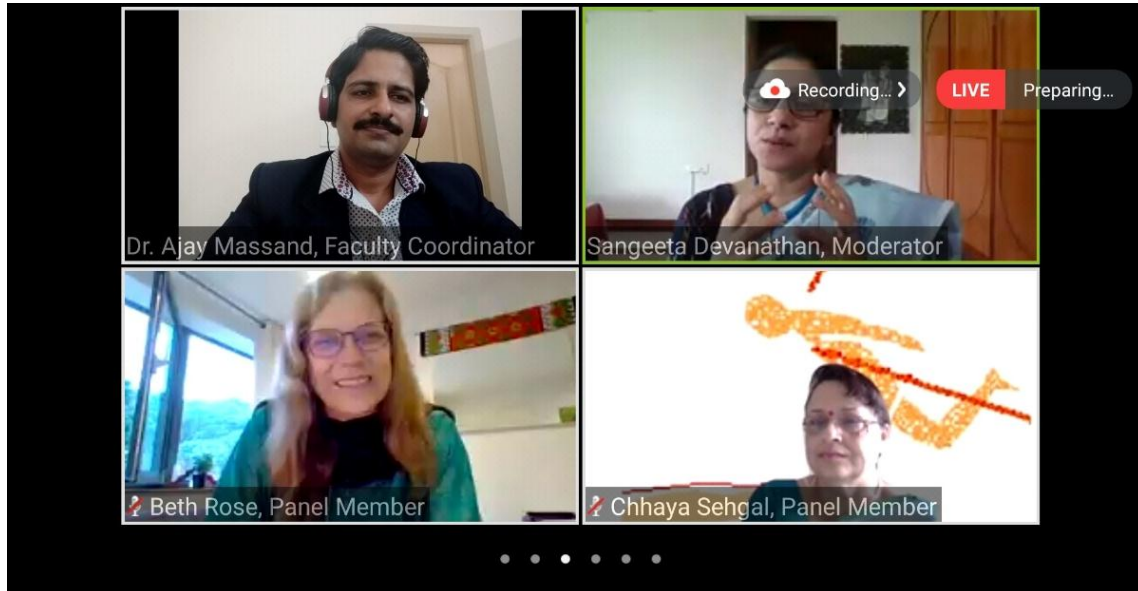 Recording...
LIVE Preparing...
Dr. Ajay Massand, Faculty Coordinator
Sangeeta Devanathan, Moderator
Beth Rose, Panel Member
Chhaya Sehgal, Panel Member